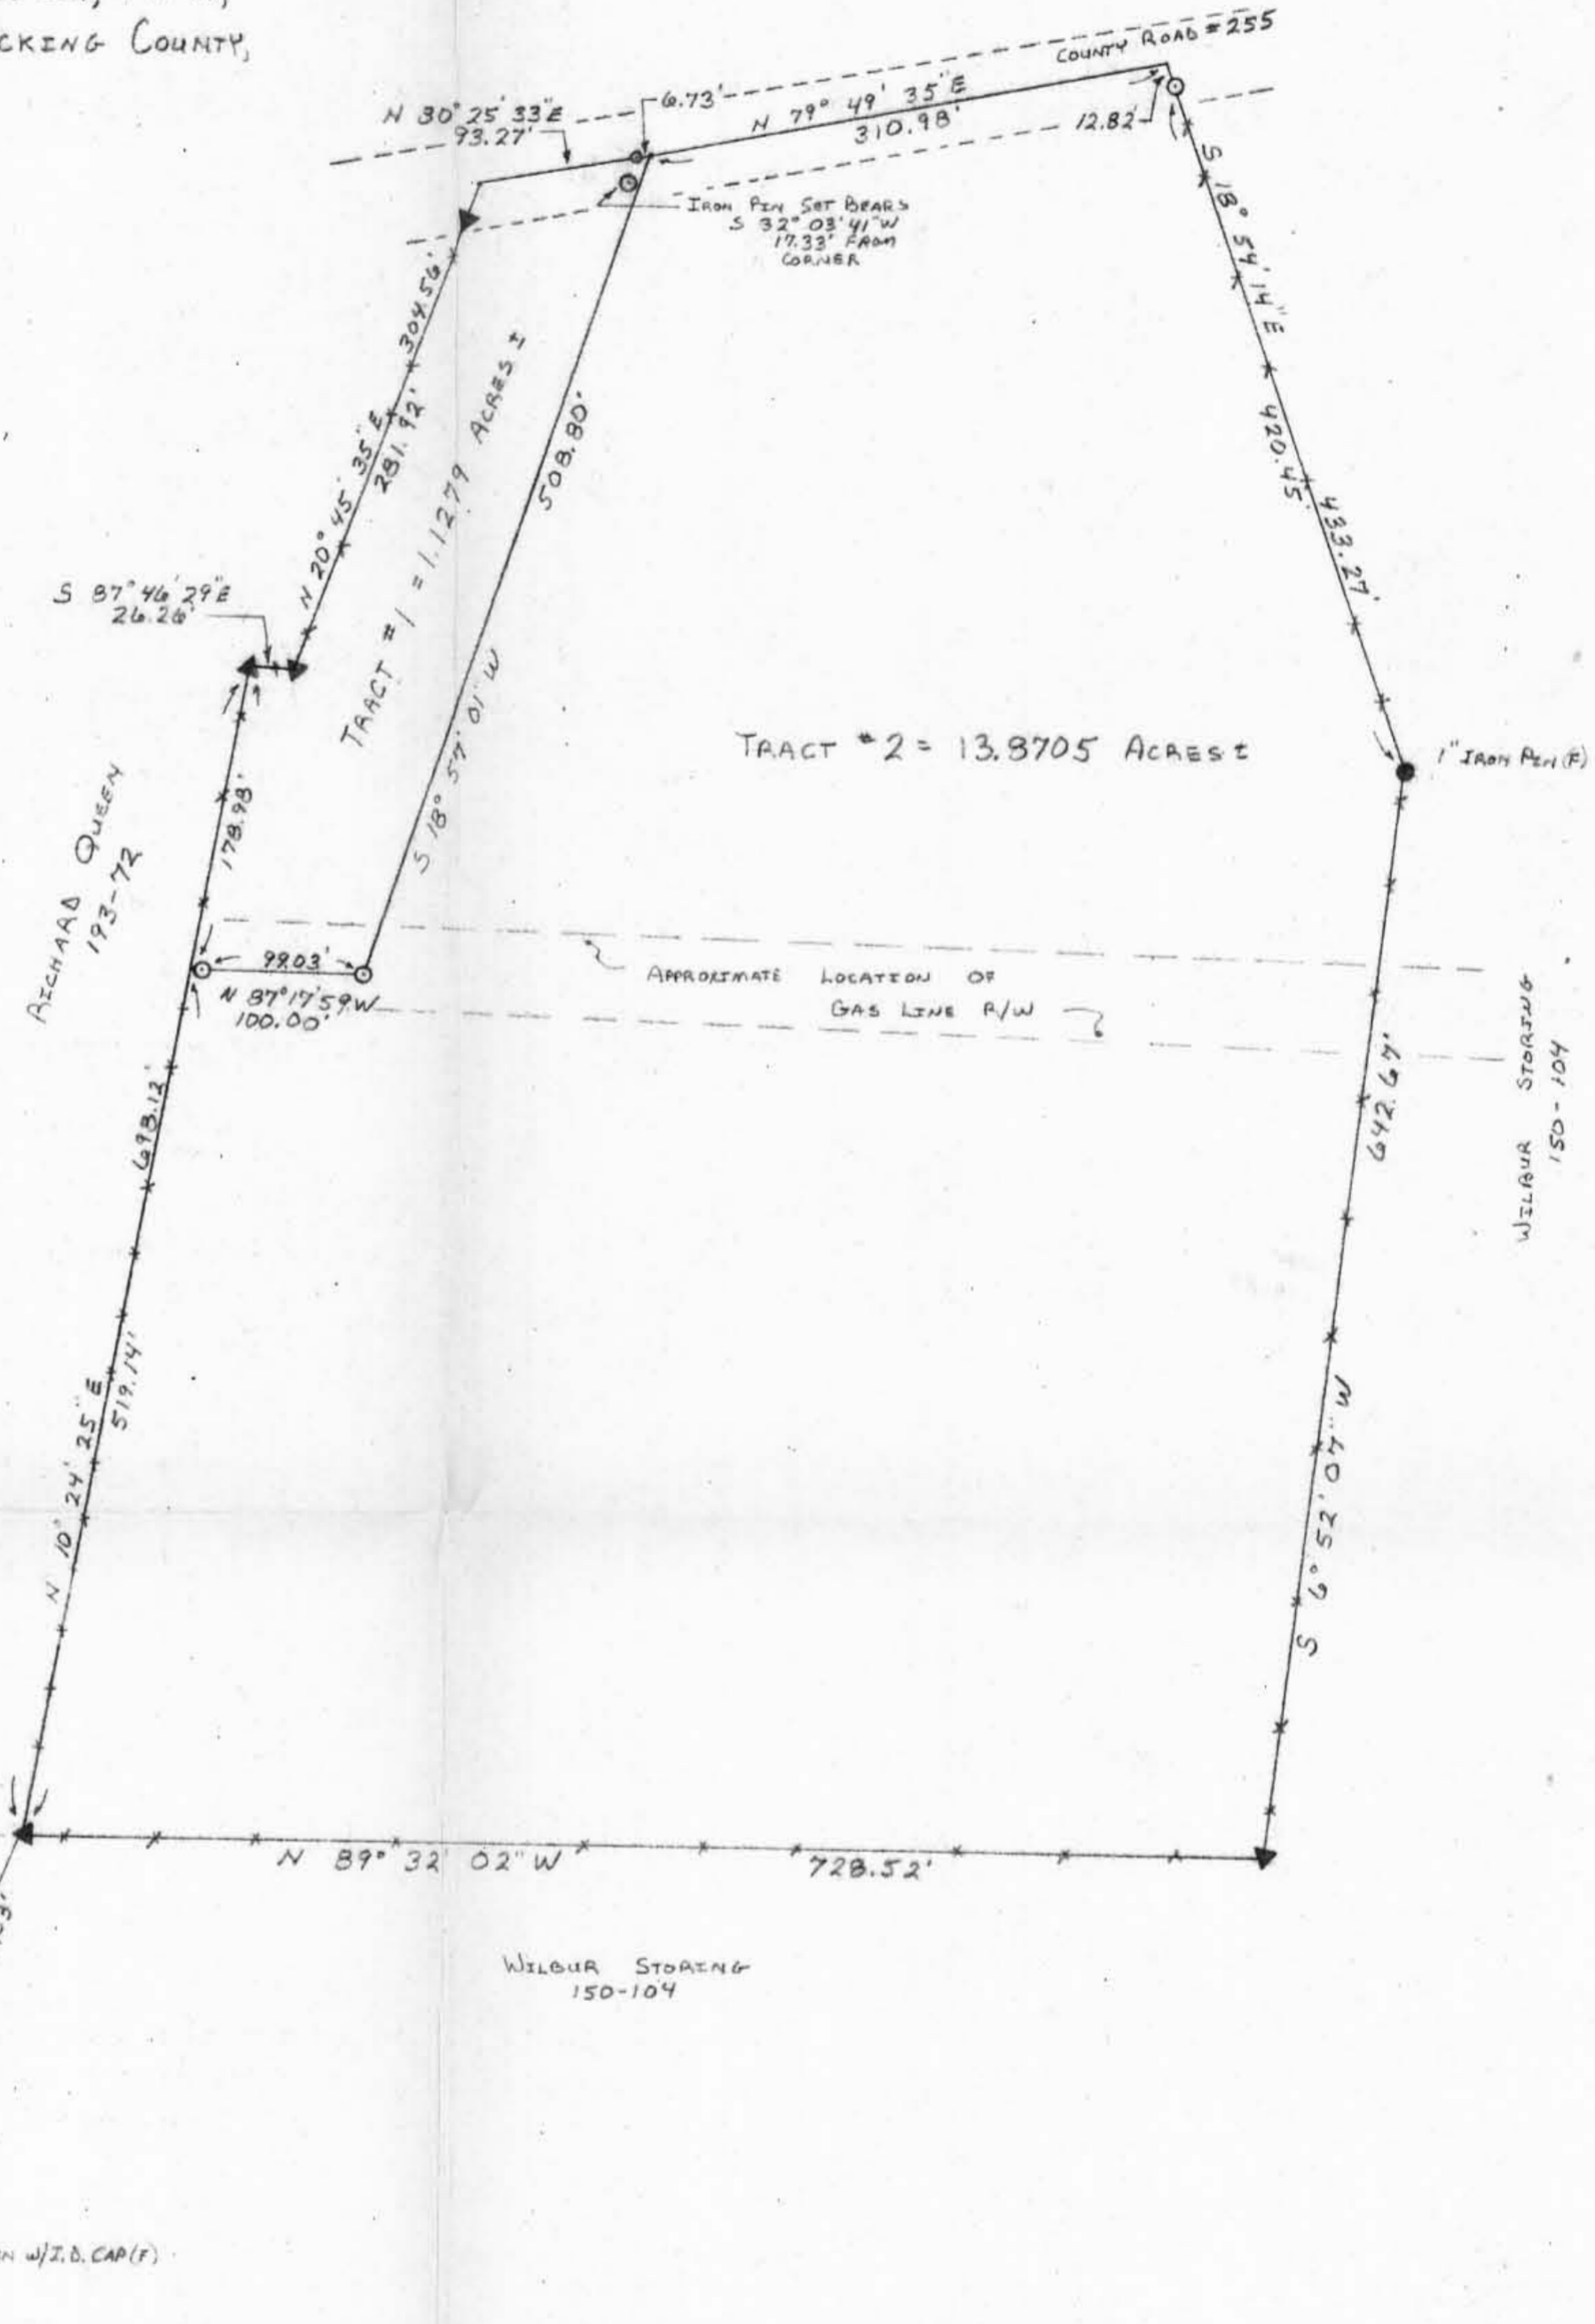 CKING COUNTY,
COUNTY ROAD # 255
N 80° 25' 33" E
93.27'
6.73'
N 79° 49' 35" E
310.98'
12.82'
IRON PIN SET BEARS
S 32° 03' 41" W
17.33' FROM
CORNER
S 18° 54' 14" E
420.45'
433.27'
304.56'
N 20° 45' 35" E
281.92'
TRACT #1 = 1.1279 ACRES ±
508.80'
S 18° 57' 01" W
S 87° 46' 29" E
26.26'
TRACT #2 = 13.8705 ACRES ±
1" IRON PIN (F)
RICHARD QUEEN
193-72
178.98'
99.03'
N 87° 17' 59" W
100.00'
APPROXIMATE LOCATION OF
GAS LINE R/W
WILBUR STORING
150-104
642.67'
S 6° 52' 07" W
698.12'
N 10° 24' 25" E
519.14'
N 89° 32' 02" W
728.52'
3'
WILBUR STORING
150-104
N W/I.D. CAP (F)